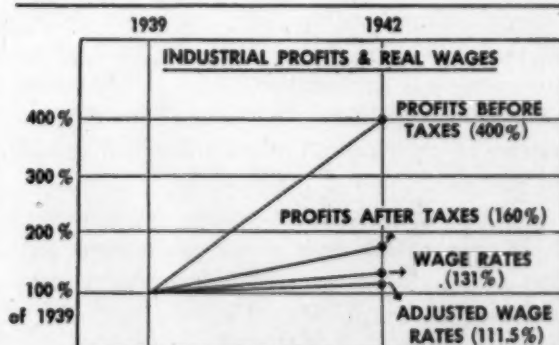 1939 1942
INDUSTRIAL PROFITS & REAL WAGES
400% PROFITS BEFORE
TAXES (400%)
300%
PROFITS AFTER TAXES (160%)
200%
WAGE RATES
(131%)
100%
of 1939
ADJUSTED WAGE
RATES (111.5%)